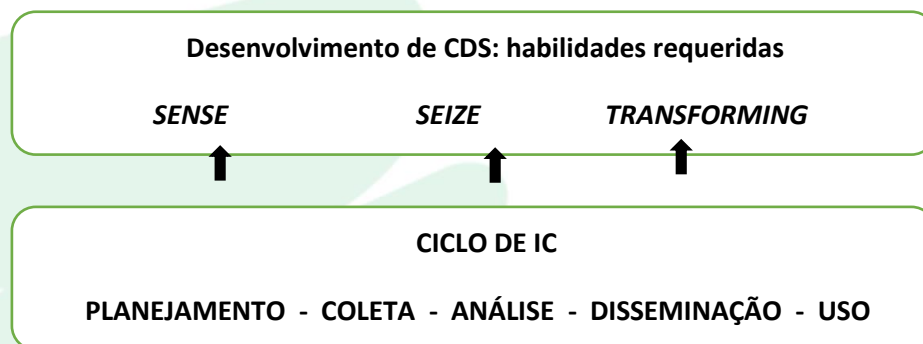 Desenvolvimento de CDS: habilidades requeridas
SENSE SEIZE TRANSFORMING
CICLO DE IC
PLANEJAMENTO - COLETA - ANÁLISE - DISSEMINAÇÃO - USO